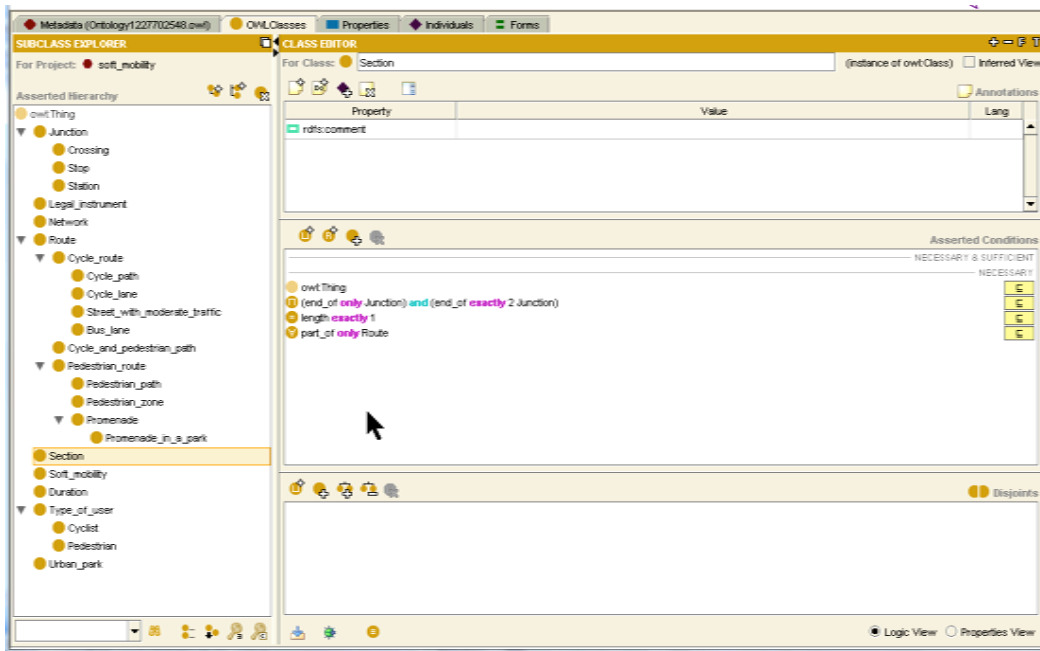 Metadata (Ontology1227702548.owl) OWLClasses Properties Individuals Forms
SUBCLASS EXPLORER
For Project: soft_mobility
Asserted Hierarchy
owl:Thing
Junction
Crossing
Stop
Station
Legal_instrument
Network
Route
Cycle_route
Cycle_path
Cycle_lane
Street_with_moderate_traffic
Bus_lane
Cycle_and_pedestrian_path
Pedestrian_route
Pedestrian_path
Pedestrian_zone
Promenade
Promenade_in_a_park
Section
Soft_mobility
Duration
Type_of_user
Cyclist
Pedestrian
Urban_park
CLASS EDITOR
For Class: Section (instance of owl:Class) Inferred View
Annotations
Property Value Lang
rdfs:comment
Asserted Conditions
NECESSARY & SUFFICIENT
NECESSARY
owl:Thing
(end_of only Junction) and (end_of exactly 2 Junction)
length exactly 1
part_of only Route
Disjoints
Logic View Properties View